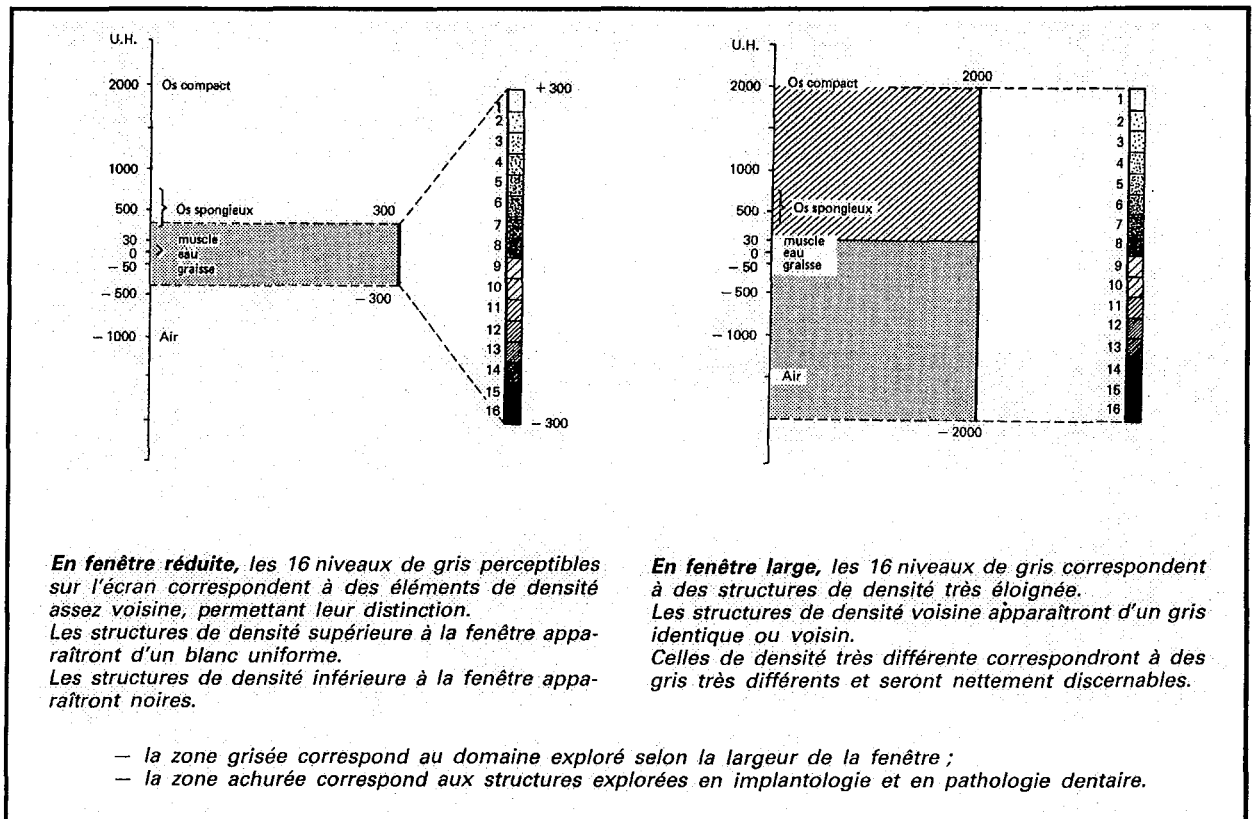 U.H.
2000 Os compact
1000
500 Os spongieux
300
30 muscle
0 eau
– 50 graisse
– 500
– 300
– 1000 Air
+ 300
1
2
3
4
5
6
7
8
9
10
11
12
13
14
15
16
– 300
U.H.
2000 Os compact
2000
1000
500 Os spongieux
30 muscle
0 eau
– 50 graisse
– 500
– 1000
Air
– 2000
1
2
3
4
5
6
7
8
9
10
11
12
13
14
15
16
En fenêtre réduite, les 16 niveaux de gris perceptibles
sur l'écran correspondent à des éléments de densité
assez voisine, permettant leur distinction.
Les structures de densité supérieure à la fenêtre appa-
raîtront d'un blanc uniforme.
Les structures de densité inférieure à la fenêtre appa-
raîtront noires.
En fenêtre large, les 16 niveaux de gris correspondent
à des structures de densité très éloignée.
Les structures de densité voisine apparaîtront d'un gris
identique ou voisin.
Celles de densité très différente correspondront à des
gris très différents et seront nettement discernables.
— la zone grisée correspond au domaine exploré selon la largeur de la fenêtre ;
— la zone achurée correspond aux structures explorées en implantologie et en pathologie dentaire.